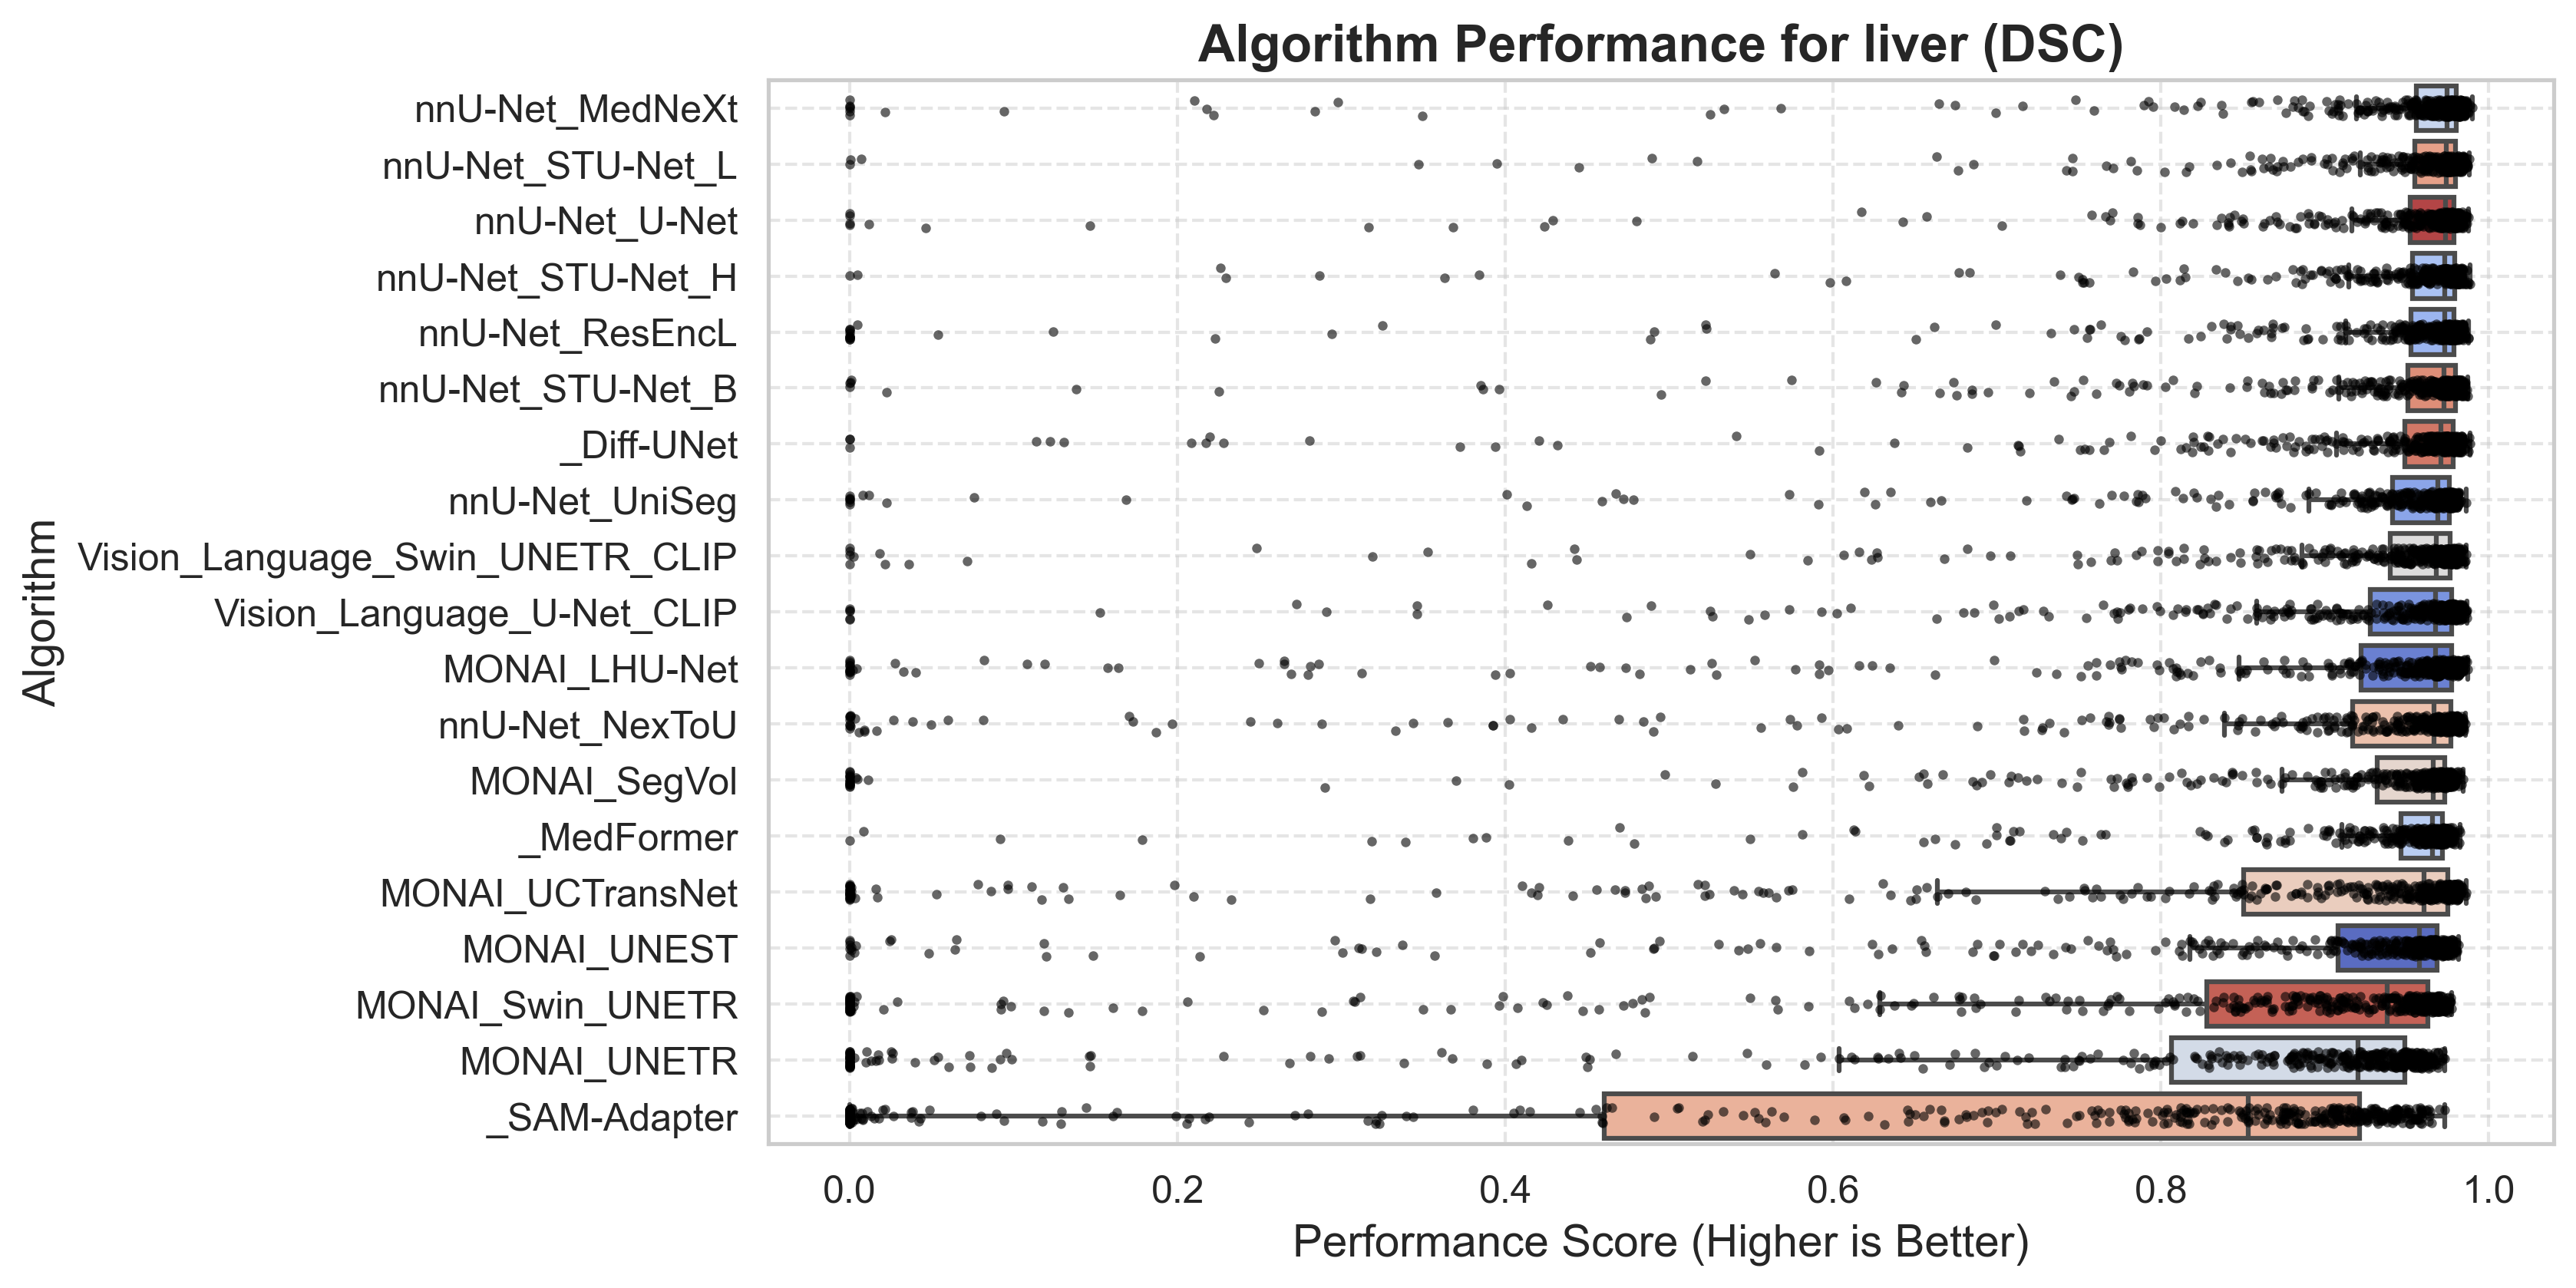 Algorithm Performance for liver (DSC)
Algorithm
nnU-Net_MedNeXt
nnU-Net_STU-Net_L
nnU-Net_U-Net
nnU-Net_STU-Net_H
nnU-Net_ResEncL
nnU-Net_STU-Net_B
_Diff-UNet
nnU-Net_UniSeg
Vision_Language_Swin_UNETR_CLIP
Vision_Language_U-Net_CLIP
MONAI_LHU-Net
nnU-Net_NexToU
MONAI_SegVol
_MedFormer
MONAI_UCTransNet
MONAI_UNEST
MONAI_Swin_UNETR
MONAI_UNETR
_SAM-Adapter
0.0 0.2 0.4 0.6 0.8 1.0
Performance Score (Higher is Better)